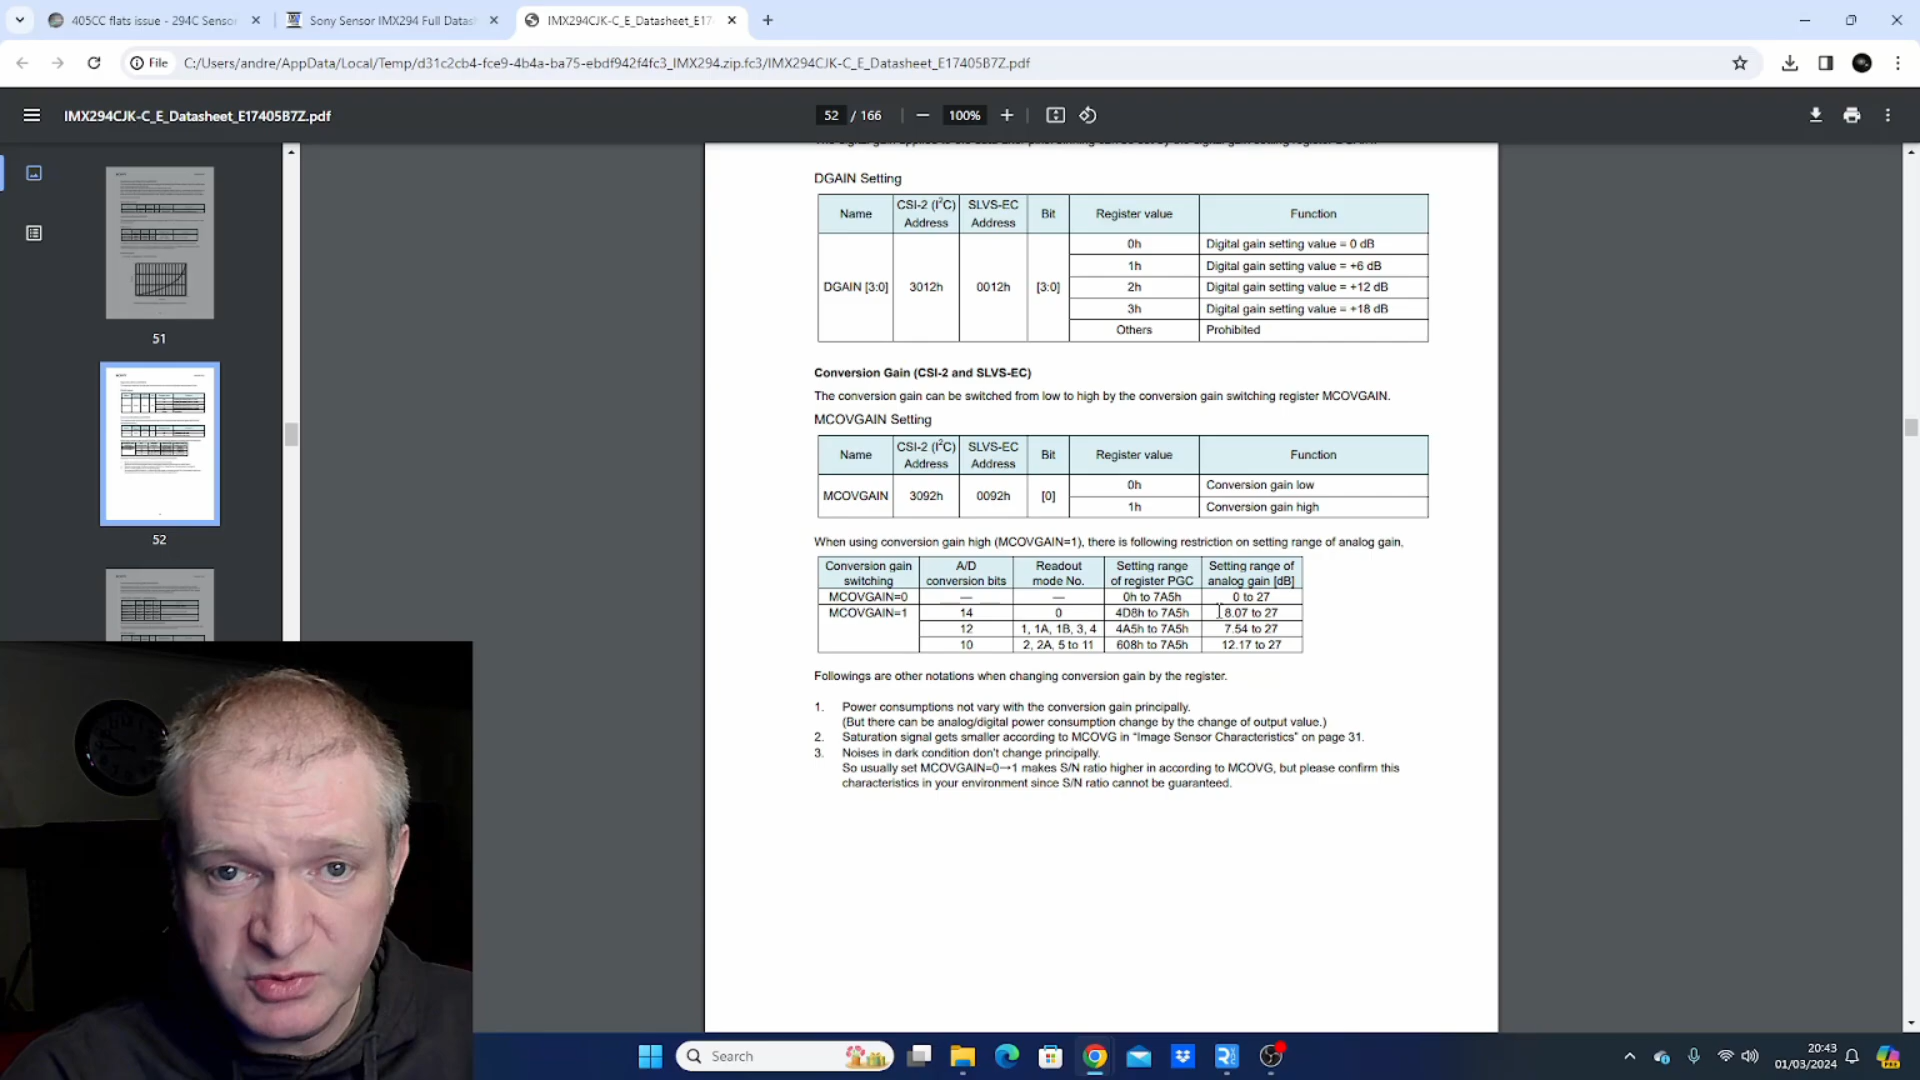 405CC flats issue - 294C Sensor
Sony Sensor IMX294 Full Datash
IMX294CJK-C_E_Datasheet_E17
File
C:/Users/andre/AppData/Local/Temp/d31c2cb4-fce9-4b4a-ba75-ebdf942f4fc3_IMX294.zip.fc3/IMX294CJK-C_E_Datasheet_E17405B7Z.pdf
IMX294CJK-C_E_Datasheet_E17405B7Z.pdf
52 / 166
100%
51
52
DGAIN Setting
Name CSI-2 (I2C) Address SLVS-EC Address Bit Register value Function
DGAIN [3:0] 3012h 0012h [3:0]
0h Digital gain setting value = 0 dB
1h Digital gain setting value = +6 dB
2h Digital gain setting value = +12 dB
3h Digital gain setting value = +18 dB
Others Prohibited
Conversion Gain (CSI-2 and SLVS-EC)
The conversion gain can be switched from low to high by the conversion gain switching register MCOVGAIN.
MCOVGAIN Setting
Name CSI-2 (I2C) Address SLVS-EC Address Bit Register value Function
MCOVGAIN 3092h 0092h [0]
0h Conversion gain low
1h Conversion gain high
When using conversion gain high (MCOVGAIN=1), there is following restriction on setting range of analog gain,
Conversion gain switching A/D conversion bits Readout mode No. Setting range of register PGC Setting range of analog gain [dB]
MCOVGAIN=0 — — 0h to 7A5h 0 to 27
MCOVGAIN=1 14 0 4D8h to 7A5h 8.07 to 27
12 1, 1A, 1B, 3, 4 4A5h to 7A5h 7.54 to 27
10 2, 2A, 5 to 11 608h to 7A5h 12.17 to 27
Followings are other notations when changing conversion gain by the register.
1. Power consumptions not vary with the conversion gain principally.
(But there can be analog/digital power consumption change by the change of output value.)
2. Saturation signal gets smaller according to MCOVG in "Image Sensor Characteristics" on page 31.
3. Noises in dark condition don't change principally.
So usually set MCOVGAIN=0→1 makes S/N ratio higher in according to MCOVG, but please confirm this
characteristics in your environment since S/N ratio cannot be guaranteed.
Search
20:43
01/03/2024